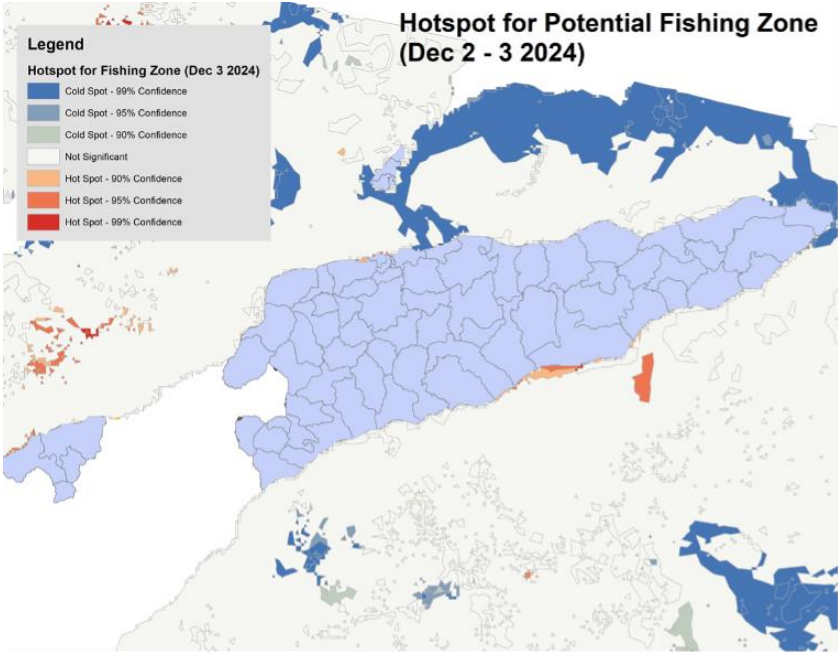 Hotspot for Potential Fishing Zone
(Dec 2 - 3 2024)
Legend
Hotspot for Fishing Zone (Dec 3 2024)
Cold Spot - 99% Confidence
Cold Spot - 95% Confidence
Cold Spot - 90% Confidence
Not Significant
Hot Spot - 90% Confidence
Hot Spot - 95% Confidence
Hot Spot - 99% Confidence